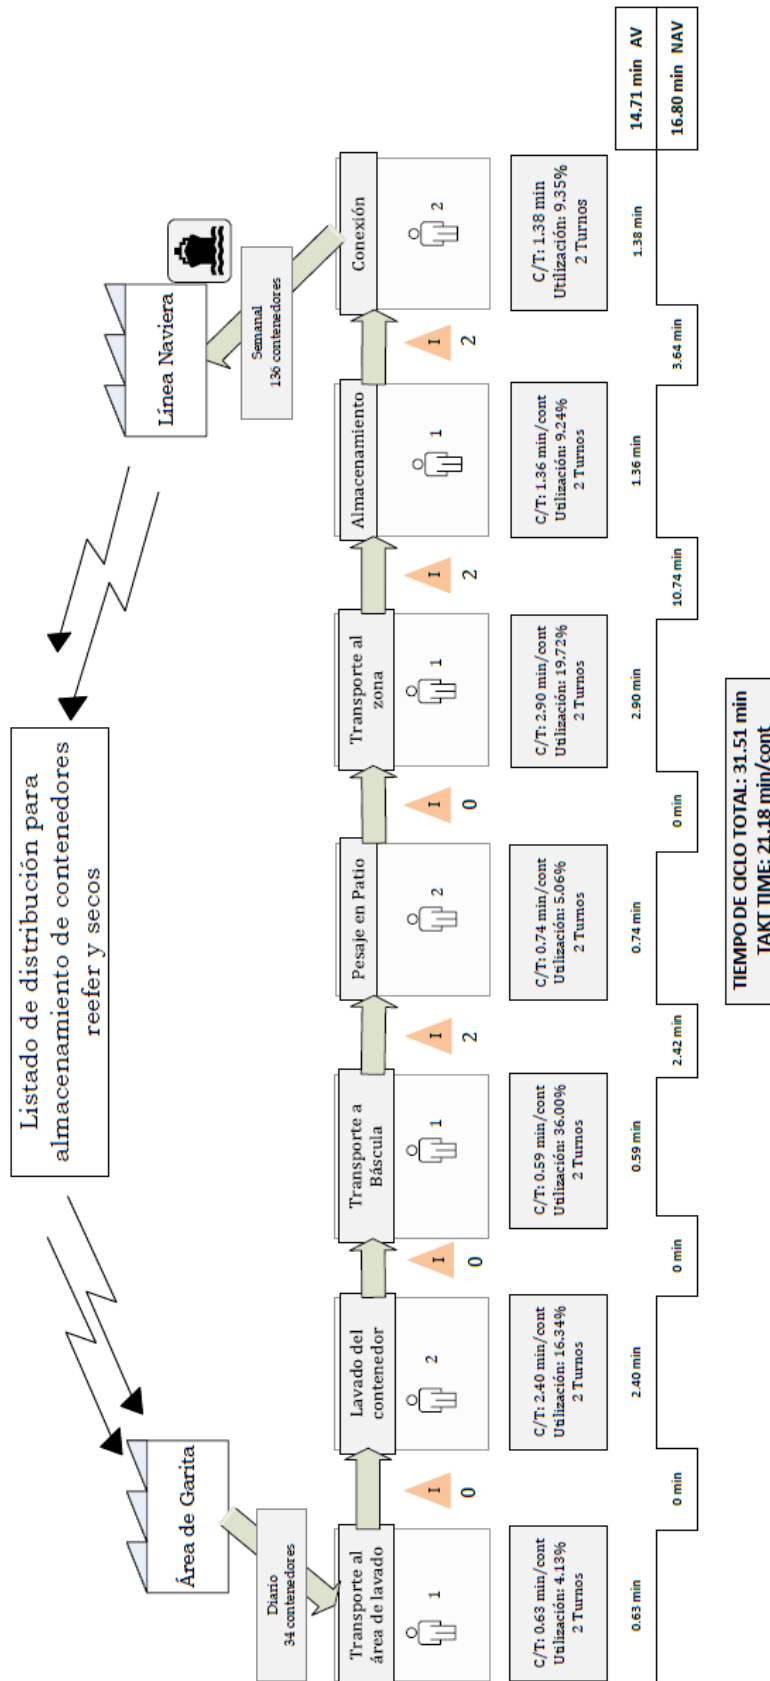 Listado de distribución para
almacenamiento de contenedores
reefer y secos
Área de Garita
Línea Naviera
Diario
34 contenedores
Semanal
136 contenedores
Transporte al
área de lavado
1
I
0
Lavado del
contenedor
2
I
0
Transporte a
Báscula
1
I
2
Pesaje en Patio
2
I
0
Transporte al
zona
1
I
2
Almacenamiento
1
I
2
Conexión
2
C/T: 0.63 min/cont
Utilización: 4.13%
2 Turnos
C/T: 2.40 min/cont
Utilización: 16.34%
2 Turnos
C/T: 0.59 min/cont
Utilización: 36.00%
2 Turnos
C/T: 0.74 min/cont
Utilización: 5.06%
2 Turnos
C/T: 2.90 min/cont
Utilización: 19.72%
2 Turnos
C/T: 1.36 min/cont
Utilización: 9.24%
2 Turnos
C/T: 1.38 min
Utilización: 9.35%
2 Turnos
0.63 min
2.40 min
0.59 min
0.74 min
2.90 min
1.36 min
1.38 min
14.71 min AV
0 min
0 min
2.42 min
0 min
10.74 min
3.64 min
16.80 min NAV
TIEMPO DE CICLO TOTAL: 31.51 min
TAKT TIME: 21.18 min/cont